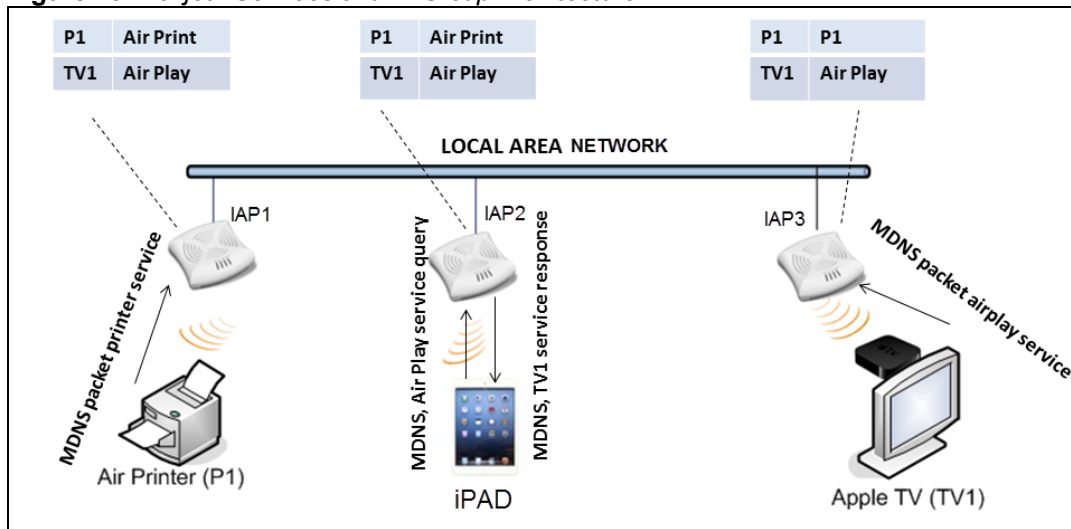 P1 Air Print
TV1 Air Play
P1 Air Print
TV1 Air Play
P1 P1
TV1 Air Play
LOCAL AREA NETWORK
IAP1
IAP2
IAP3
MDNS packet printer service
MDNS, Air Play service query
MDNS, TV1 service response
MDNS packet airplay service
tv
Air Printer (P1)
iPAD
Apple TV (TV1)